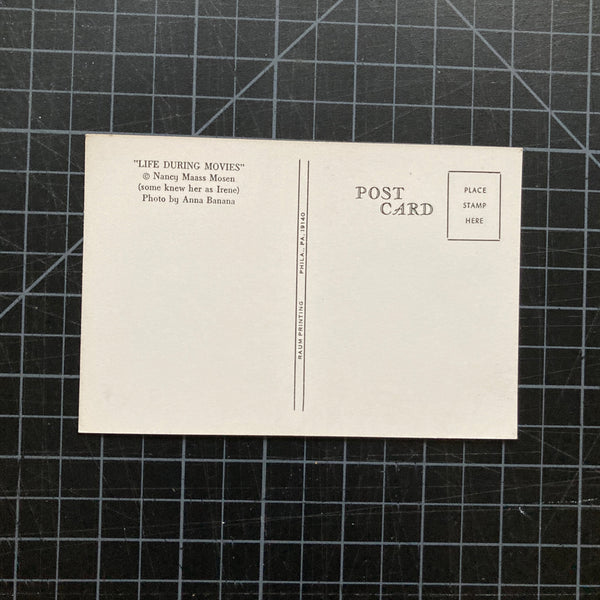 "LIFE DURING MOVIES"
© Nancy Maass Mosen
(some knew her as Irene)
Photo by Anna Banana
RAUM PRINTING PHILA., PA. 19140
POST
CARD
PLACE
STAMP
HERE